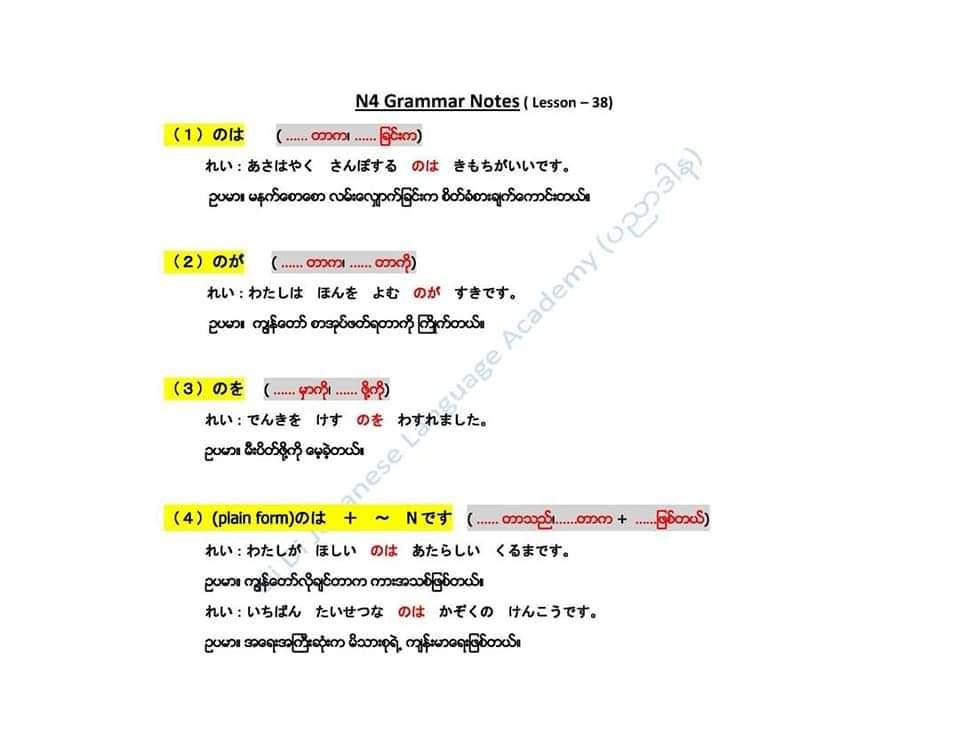 N4 Grammar Notes ( Lesson – 38)
（1）のは ( ...... တာက၊ ...... ခြင်းက)
れい：あさはやく さんぽする のは きもちがいいです。
ဥပမာ။ မနက်စောစော လမ်းလျှောက်ခြင်းက စိတ်ခံစားချက်ကောင်းတယ်။
（2）のが ( ...... တာက၊ ...... တာကို)
れい：わたしは ほんを よむ のが すきです。
ဥပမာ။ ကျွန်တော် စာအုပ်ဖတ်ရတာကို ကြိုက်တယ်။
（3）のを ( ...... မှာကို၊ ...... ဖို့ကို)
れい：でんきを けす のを わすれました。
ဥပမာ။ မီးပိတ်ဖို့ကို မေ့ခဲ့တယ်။
（4）(plain form)のは ＋ ～ N です ( ...... တာသည်၊......တာက + ......ဖြစ်တယ်)
れい：わたしが ほしい のは あたらしい くるまです。
ဥပမာ။ ကျွန်တော်လိုချင်တာက ကားအသစ်ဖြစ်တယ်။
れい：いちばん たいせつな のは かぞくの けんこうです。
ဥပမာ။ အရေးအကြီးဆုံးက မိသားစုရဲ့ ကျန်းမာရေးဖြစ်တယ်။
Language Academy (ပညာဒါန)